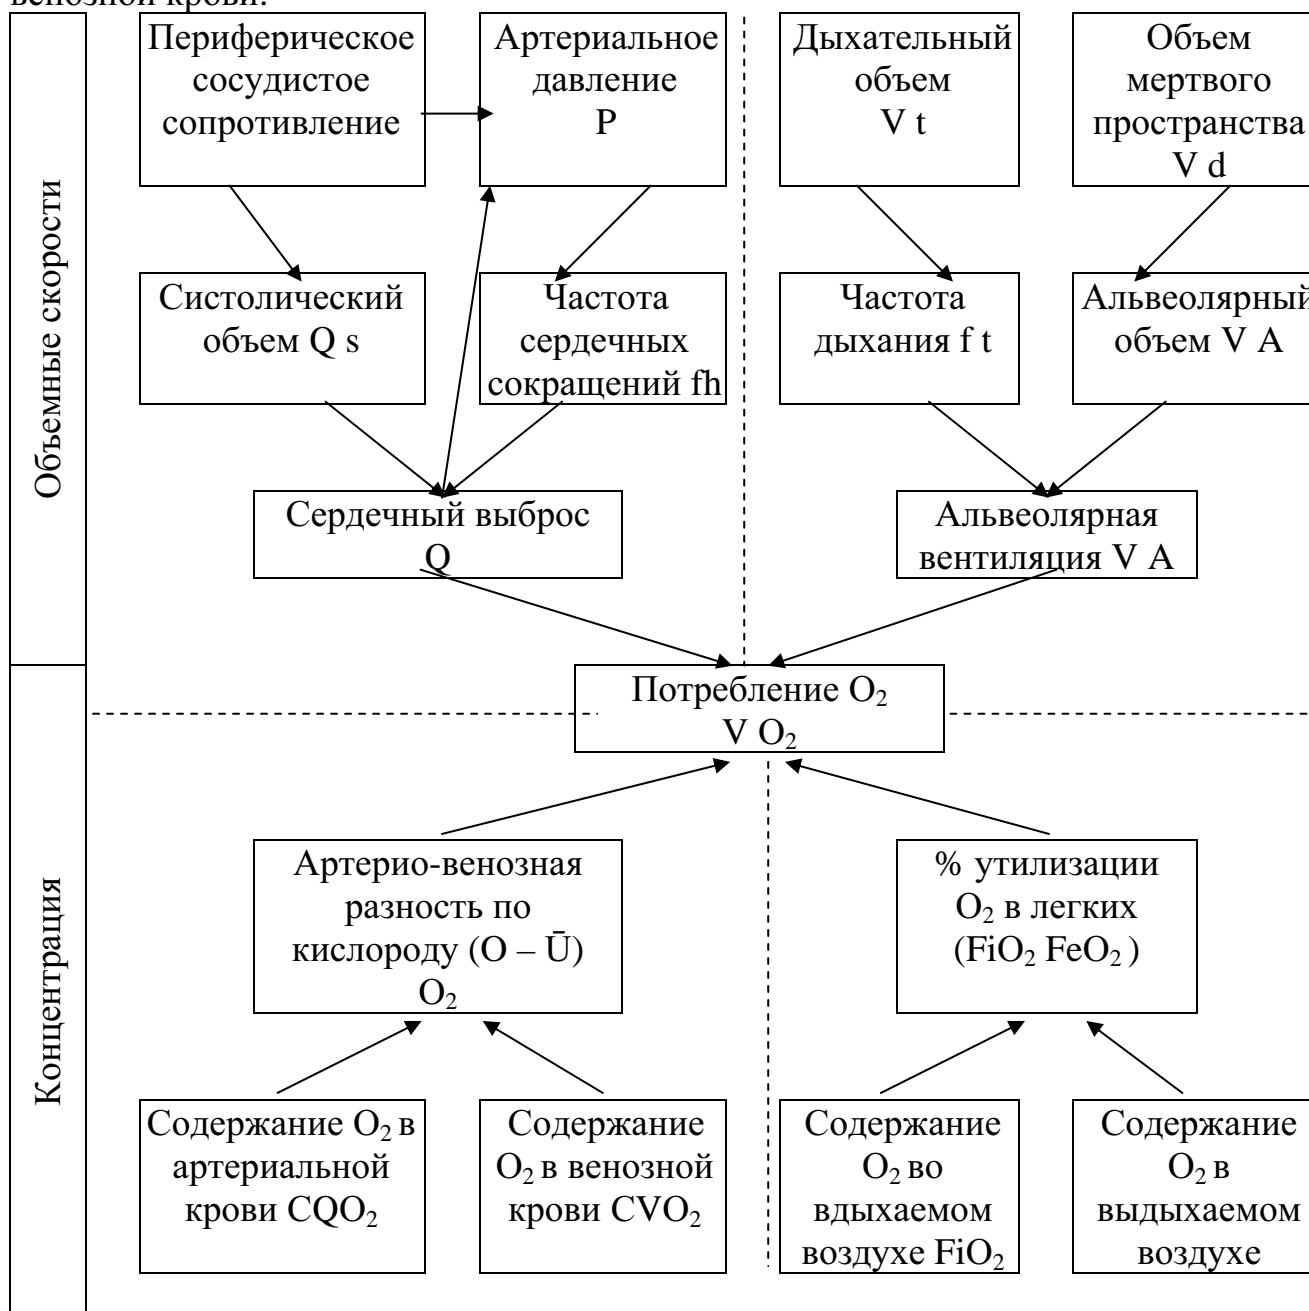 венозной крови.
Периферическое
сосудистое
сопротивление
Артериальное
давление
P
Дыхательный
объем
V t
Объем
мертвого
пространства
V d
Объемные скорости
Систолический
объем Q s
Частота
сердечных
сокращений fh
Частота
дыхания f t
Альвеолярный
объем V A
Сердечный выброс
Q
Альвеолярная
вентиляция V A
Потребление O₂
V O₂
Концентрация
Артерио-венозная
разность по
кислороду (O – Ū)
O₂
% утилизации
O₂ в легких
(FiO₂ FeO₂ )
Содержание O₂ в
артериальной
крови CQO₂
Содержание
O₂ в венозной
крови CVO₂
Содержание
O₂ во
вдыхаемом
воздухе FiO₂
Содержание
O₂ в
выдыхаемом
воздухе